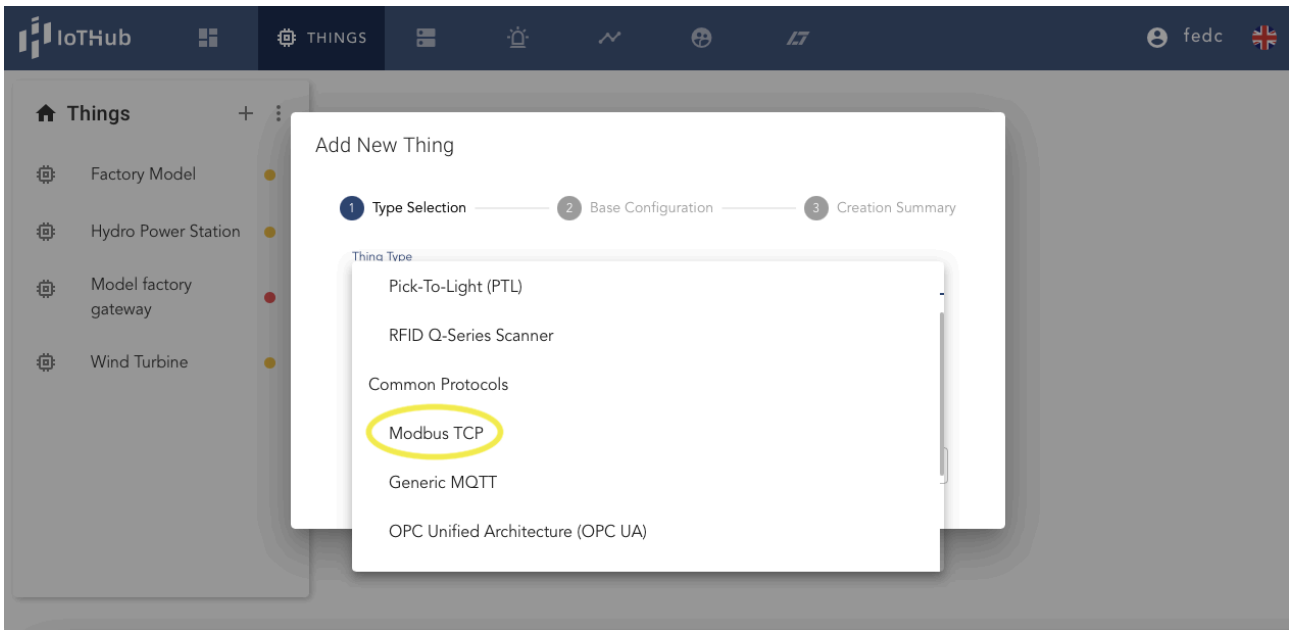 IoTHub
THINGS
fedc
Things
Factory Model
Hydro Power Station
Model factory
gateway
Wind Turbine
Add New Thing
1 Type Selection
2 Base Configuration
3 Creation Summary
Thing Type
Pick-To-Light (PTL)
RFID Q-Series Scanner
Common Protocols
Modbus TCP
Generic MQTT
OPC Unified Architecture (OPC UA)